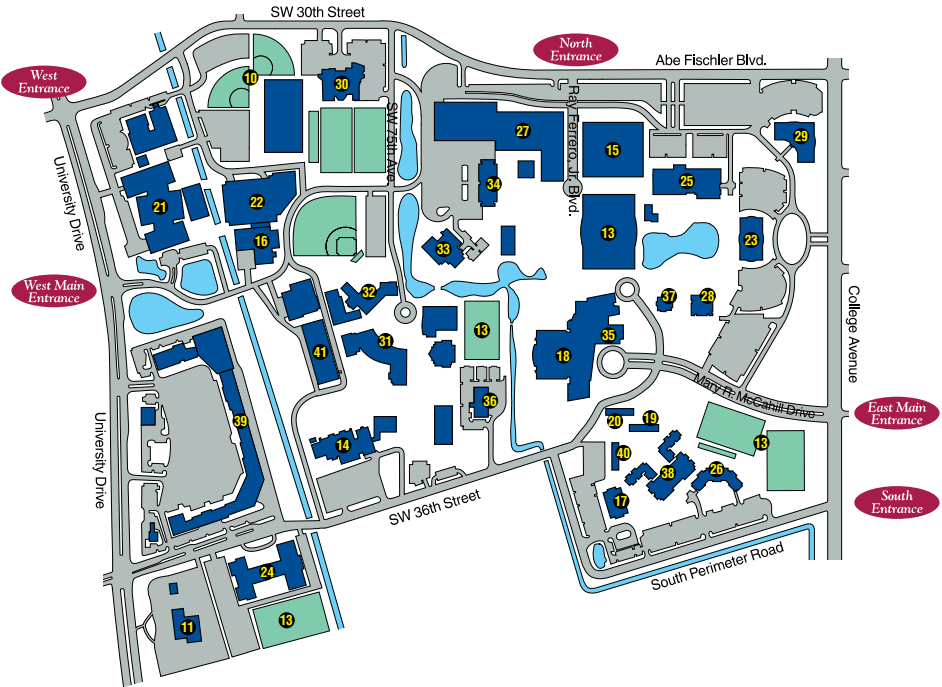 SW 30th Street
North
Entrance
Abe Fischler Blvd.
West
Entrance
10
30
SW 75th Ave.
Ray Ferrero, Jr. Blvd.
27
15
29
University Drive
21
22
34
25
16
33
13
23
West Main
Entrance
32
37
28
College Avenue
41
31
13
18
35
Mary R. McCahill Drive
University Drive
39
36
20
19
East Main
Entrance
14
13
40
38
26
17
South
Entrance
SW 36th Street
South Perimeter Road
24
11
13